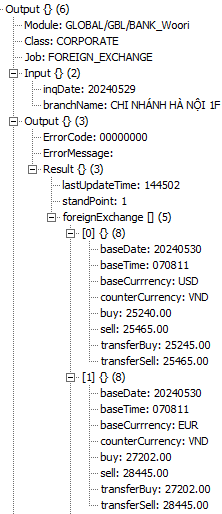 Output {} (6)
Module: GLOBAL/GBL/BANK_Woori
Class: CORPORATE
Job: FOREIGN_EXCHANGE
Input {} (2)
inqDate: 20240529
branchName: CHI NHÁNH HÀ NỘI 1F
Output {} (3)
ErrorCode: 00000000
ErrorMessage:
Result {} (3)
lastUpdateTime: 144502
standPoint: 1
foreignExchange [] (5)
[0] {} (8)
baseDate: 20240530
baseTime: 070811
baseCurrrency: USD
counterCurrency: VND
buy: 25240.00
sell: 25465.00
transferBuy: 25245.00
transferSell: 25465.00
[1] {} (8)
baseDate: 20240530
baseTime: 070811
baseCurrrency: EUR
counterCurrency: VND
buy: 27202.00
sell: 28445.00
transferBuy: 27202.00
transferSell: 28445.00